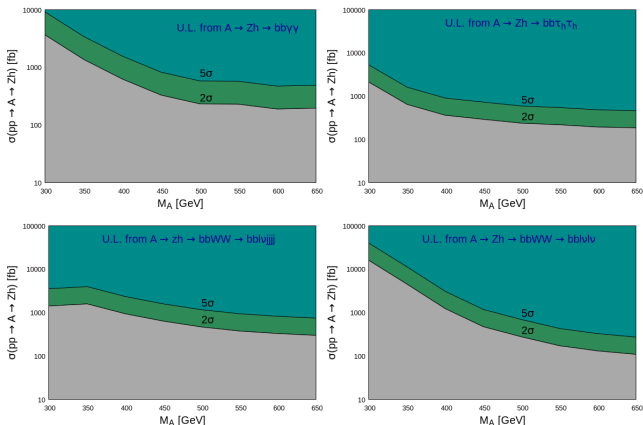 U.L. from A → Zh → bbγγ
σ(pp → A → Zh) [fb]
10000
1000
100
10
5σ
2σ
300 350 400 450 500 550 600 650
M_A [GeV]
U.L. from A → Zh → bbτ_hτ_h
σ(pp → A → Zh) [fb]
100000
10000
1000
100
10
5σ
2σ
300 350 400 450 500 550 600 650
M_A [GeV]
U.L. from A → zh → bbWW → bblνjjjj
σ(pp → A → Zh) [fb]
100000
10000
1000
100
10
5σ
2σ
300 350 400 450 500 550 600 650
M_A [GeV]
U.L. from A → Zh → bbWW → bblνlν
σ(pp → A → Zh) [fb]
100000
10000
1000
100
10
5σ
2σ
300 350 400 450 500 550 600 650
M_A [GeV]